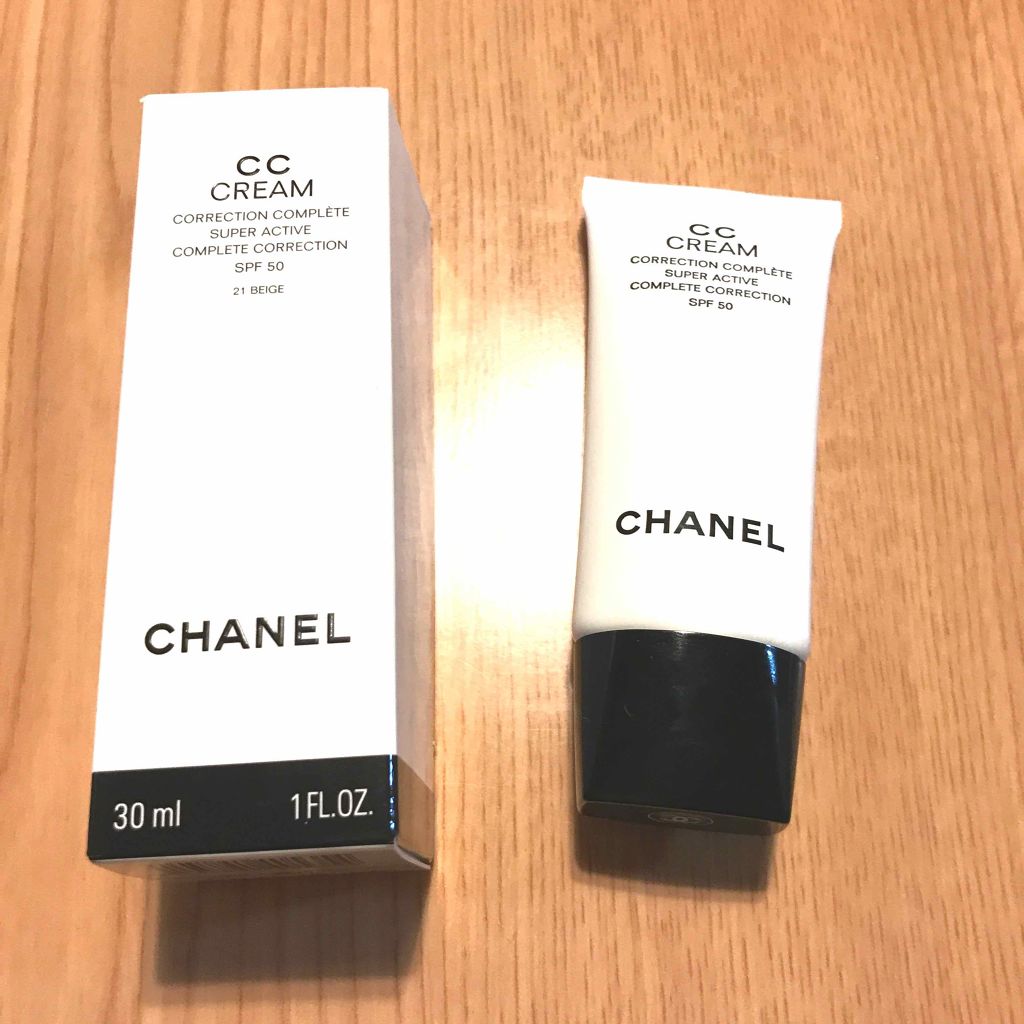 CC
CREAM
CORRECTION COMPLÈTE
SUPER ACTIVE
COMPLETE CORRECTION
SPF 50
21 BEIGE
CHANEL
30 ml
1 FL.OZ.
CC
CREAM
CORRECTION COMPLÈTE
SUPER ACTIVE
COMPLETE CORRECTION
SPF 50
CHANEL